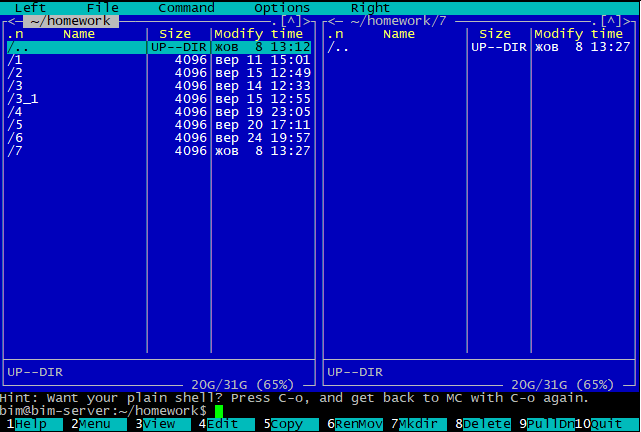 Left File Command Options Right
<─ ~/homework .[^]>
<─ ~/homework/7 .[^]>
.n Name Size Modify time
.n Name Size Modify time
/.. UP--DIR жов 8 13:12
/.. UP--DIR жов 8 13:27
/1 4096 вер 11 15:01
/2 4096 вер 15 12:49
/3 4096 вер 14 12:33
/3_1 4096 вер 15 12:55
/4 4096 вер 19 23:05
/5 4096 вер 20 17:11
/6 4096 вер 24 19:57
/7 4096 жов 8 13:27
UP--DIR
UP--DIR
20G/31G (65%)
20G/31G (65%)
Hint: Want your plain shell? Press C-o, and get back to MC with C-o again.
bim@bim-server:~/homework$
1Help 2Menu 3View 4Edit 5Copy 6RenMov 7Mkdir 8Delete 9PullDn 10Quit